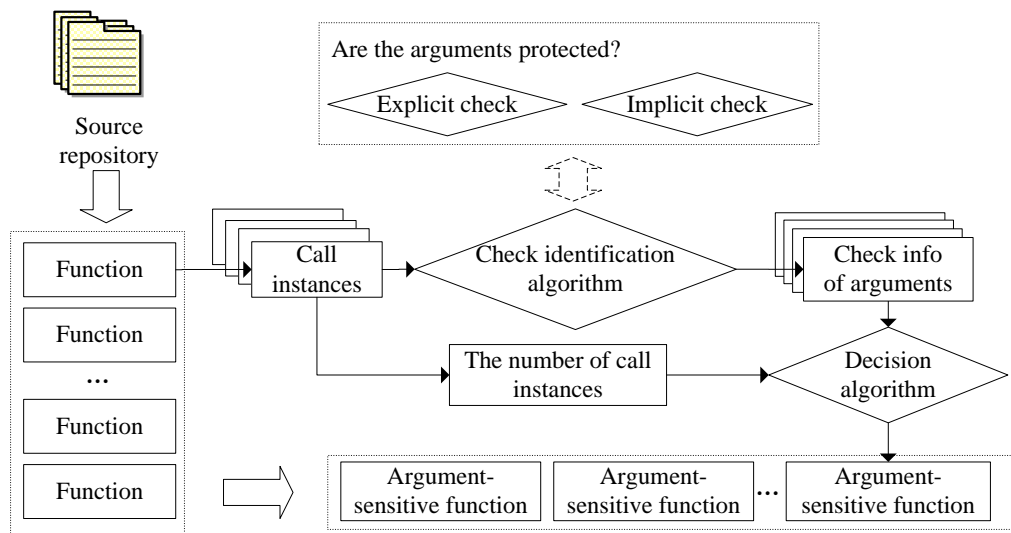 Are the arguments protected?
Explicit check
Implicit check
Source
repository
Function
Call
instances
Check identification
algorithm
Check info
of arguments
Function
...
The number of call
instances
Decision
algorithm
Function
Function
Argument-
sensitive function
Argument-
sensitive function
...
Argument-
sensitive function